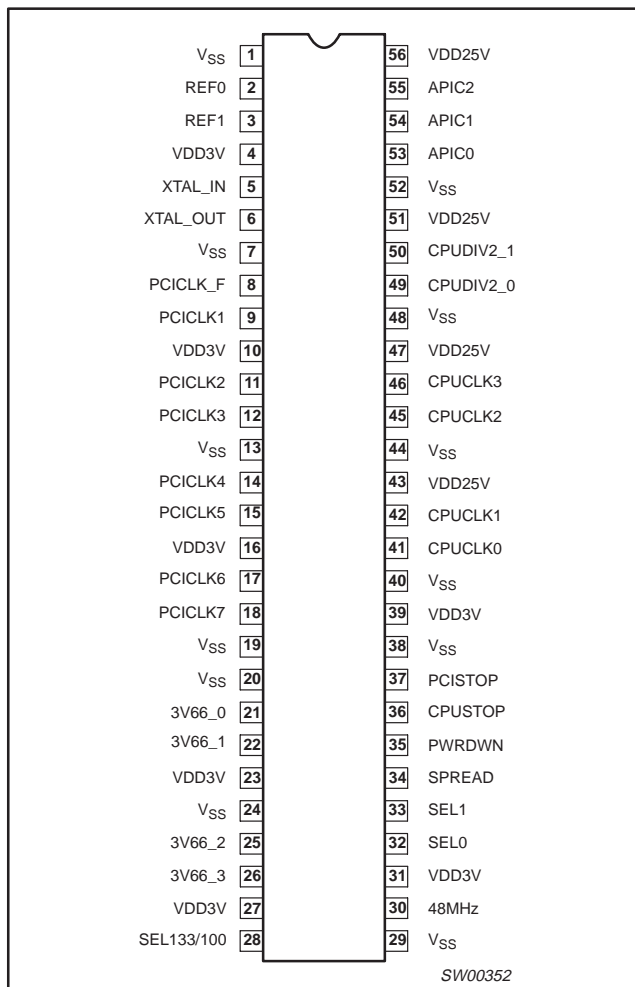 VSS 1 56 VDD25V
REF0 2 55 APIC2
REF1 3 54 APIC1
VDD3V 4 53 APIC0
XTAL_IN 5 52 VSS
XTAL_OUT 6 51 VDD25V
VSS 7 50 CPUDIV2_1
PCICLK_F 8 49 CPUDIV2_0
PCICLK1 9 48 VSS
VDD3V 10 47 VDD25V
PCICLK2 11 46 CPUCLK3
PCICLK3 12 45 CPUCLK2
VSS 13 44 VSS
PCICLK4 14 43 VDD25V
PCICLK5 15 42 CPUCLK1
VDD3V 16 41 CPUCLK0
PCICLK6 17 40 VSS
PCICLK7 18 39 VDD3V
VSS 19 38 VSS
VSS 20 37 PCISTOP
3V66_0 21 36 CPUSTOP
3V66_1 22 35 PWRDWN
VDD3V 23 34 SPREAD
VSS 24 33 SEL1
3V66_2 25 32 SEL0
3V66_3 26 31 VDD3V
VDD3V 27 30 48MHz
SEL133/100 28 29 VSS
SW00352